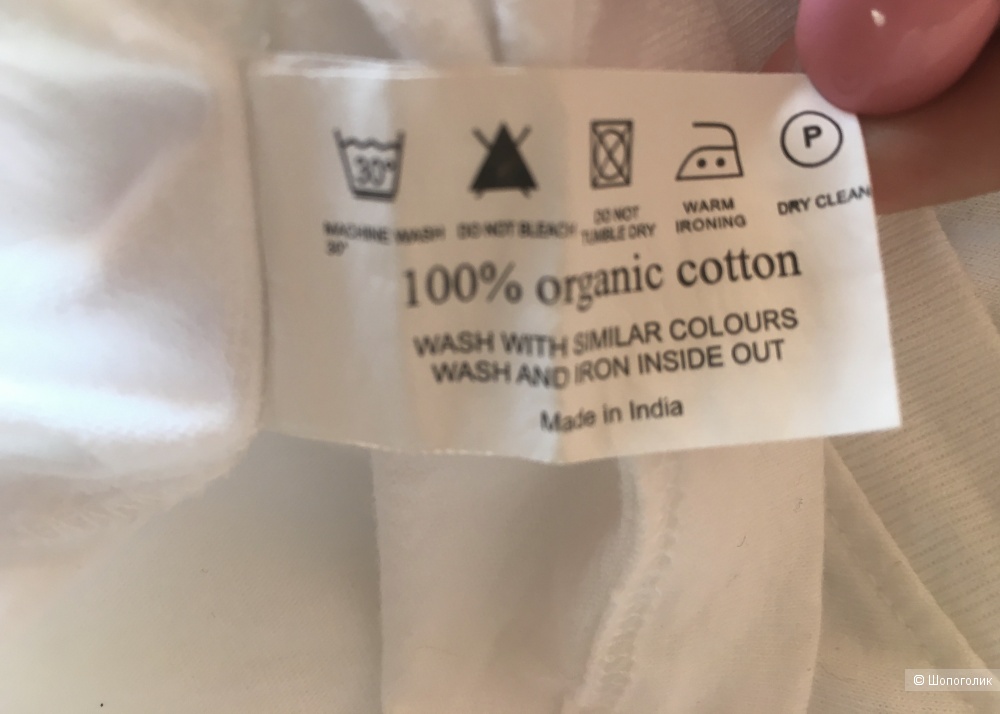 30°
P
MACHINE WASH
30°
DO NOT BLEACH
DO NOT
TUMBLE DRY
WARM
IRONING
DRY CLEAN
100% organic cotton
WASH WITH SIMILAR COLOURS
WASH AND IRON INSIDE OUT
Made in India
© Шопоголик